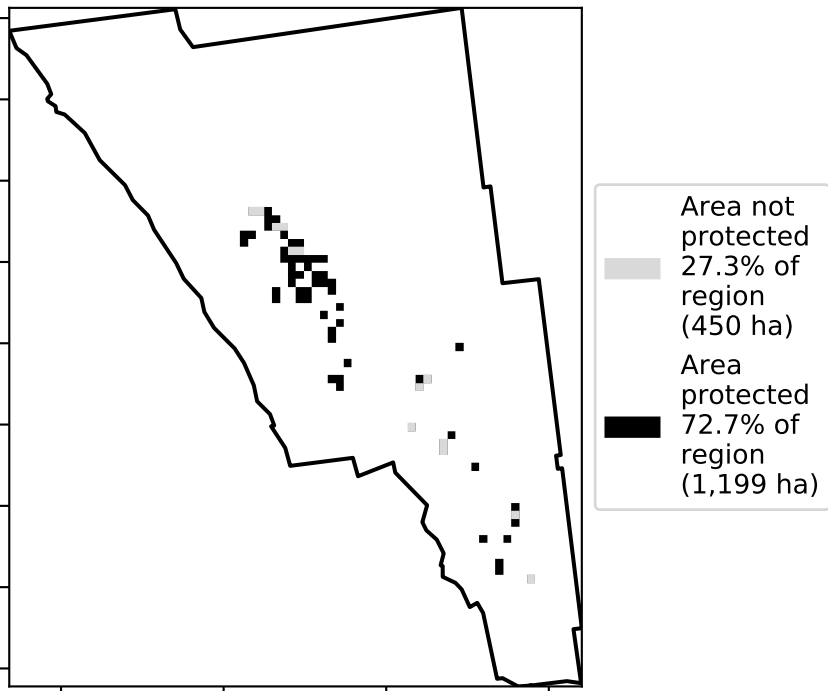 Area not
protected
27.3% of
region
(450 ha)
Area
protected
72.7% of
region
(1,199 ha)